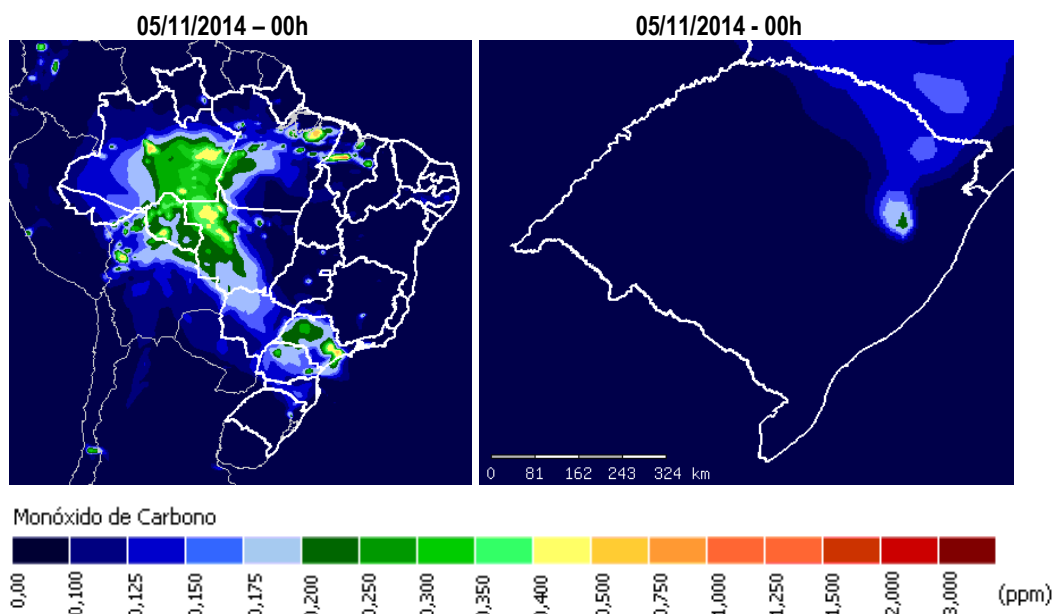 05/11/2014 – 00h
05/11/2014 - 00h
0 81 162 243 324 km
Monóxido de Carbono
0,00 0,100 0,125 0,150 0,175 0,200 0,250 0,300 0,350 0,400 0,500 0,750 1,000 1,250 1,500 2,000 3,000 (ppm)